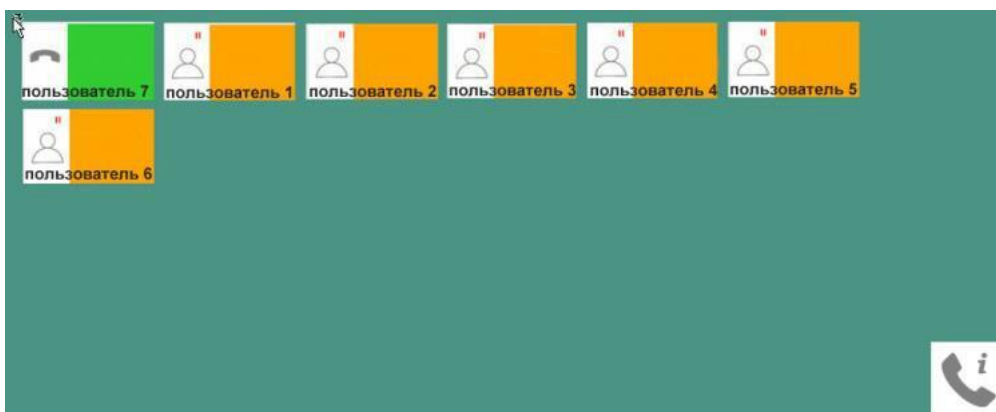 пользователь 7
пользователь 1
пользователь 2
пользователь 3
пользователь 4
пользователь 5
пользователь 6
i